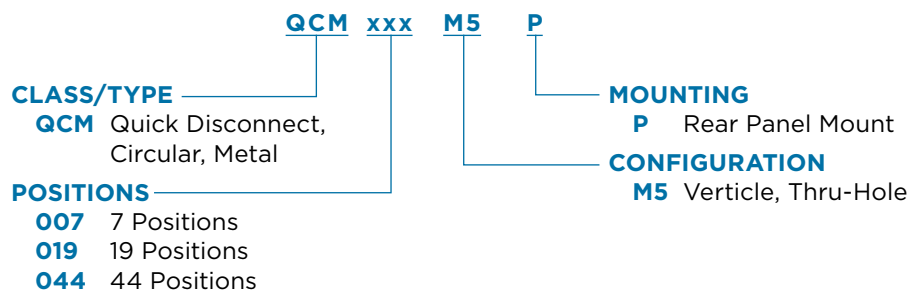 QCM xxx M5 P
CLASS/TYPE
QCM Quick Disconnect,
Circular, Metal
POSITIONS
007 7 Positions
019 19 Positions
044 44 Positions
MOUNTING
P Rear Panel Mount
CONFIGURATION
M5 Verticle, Thru-Hole